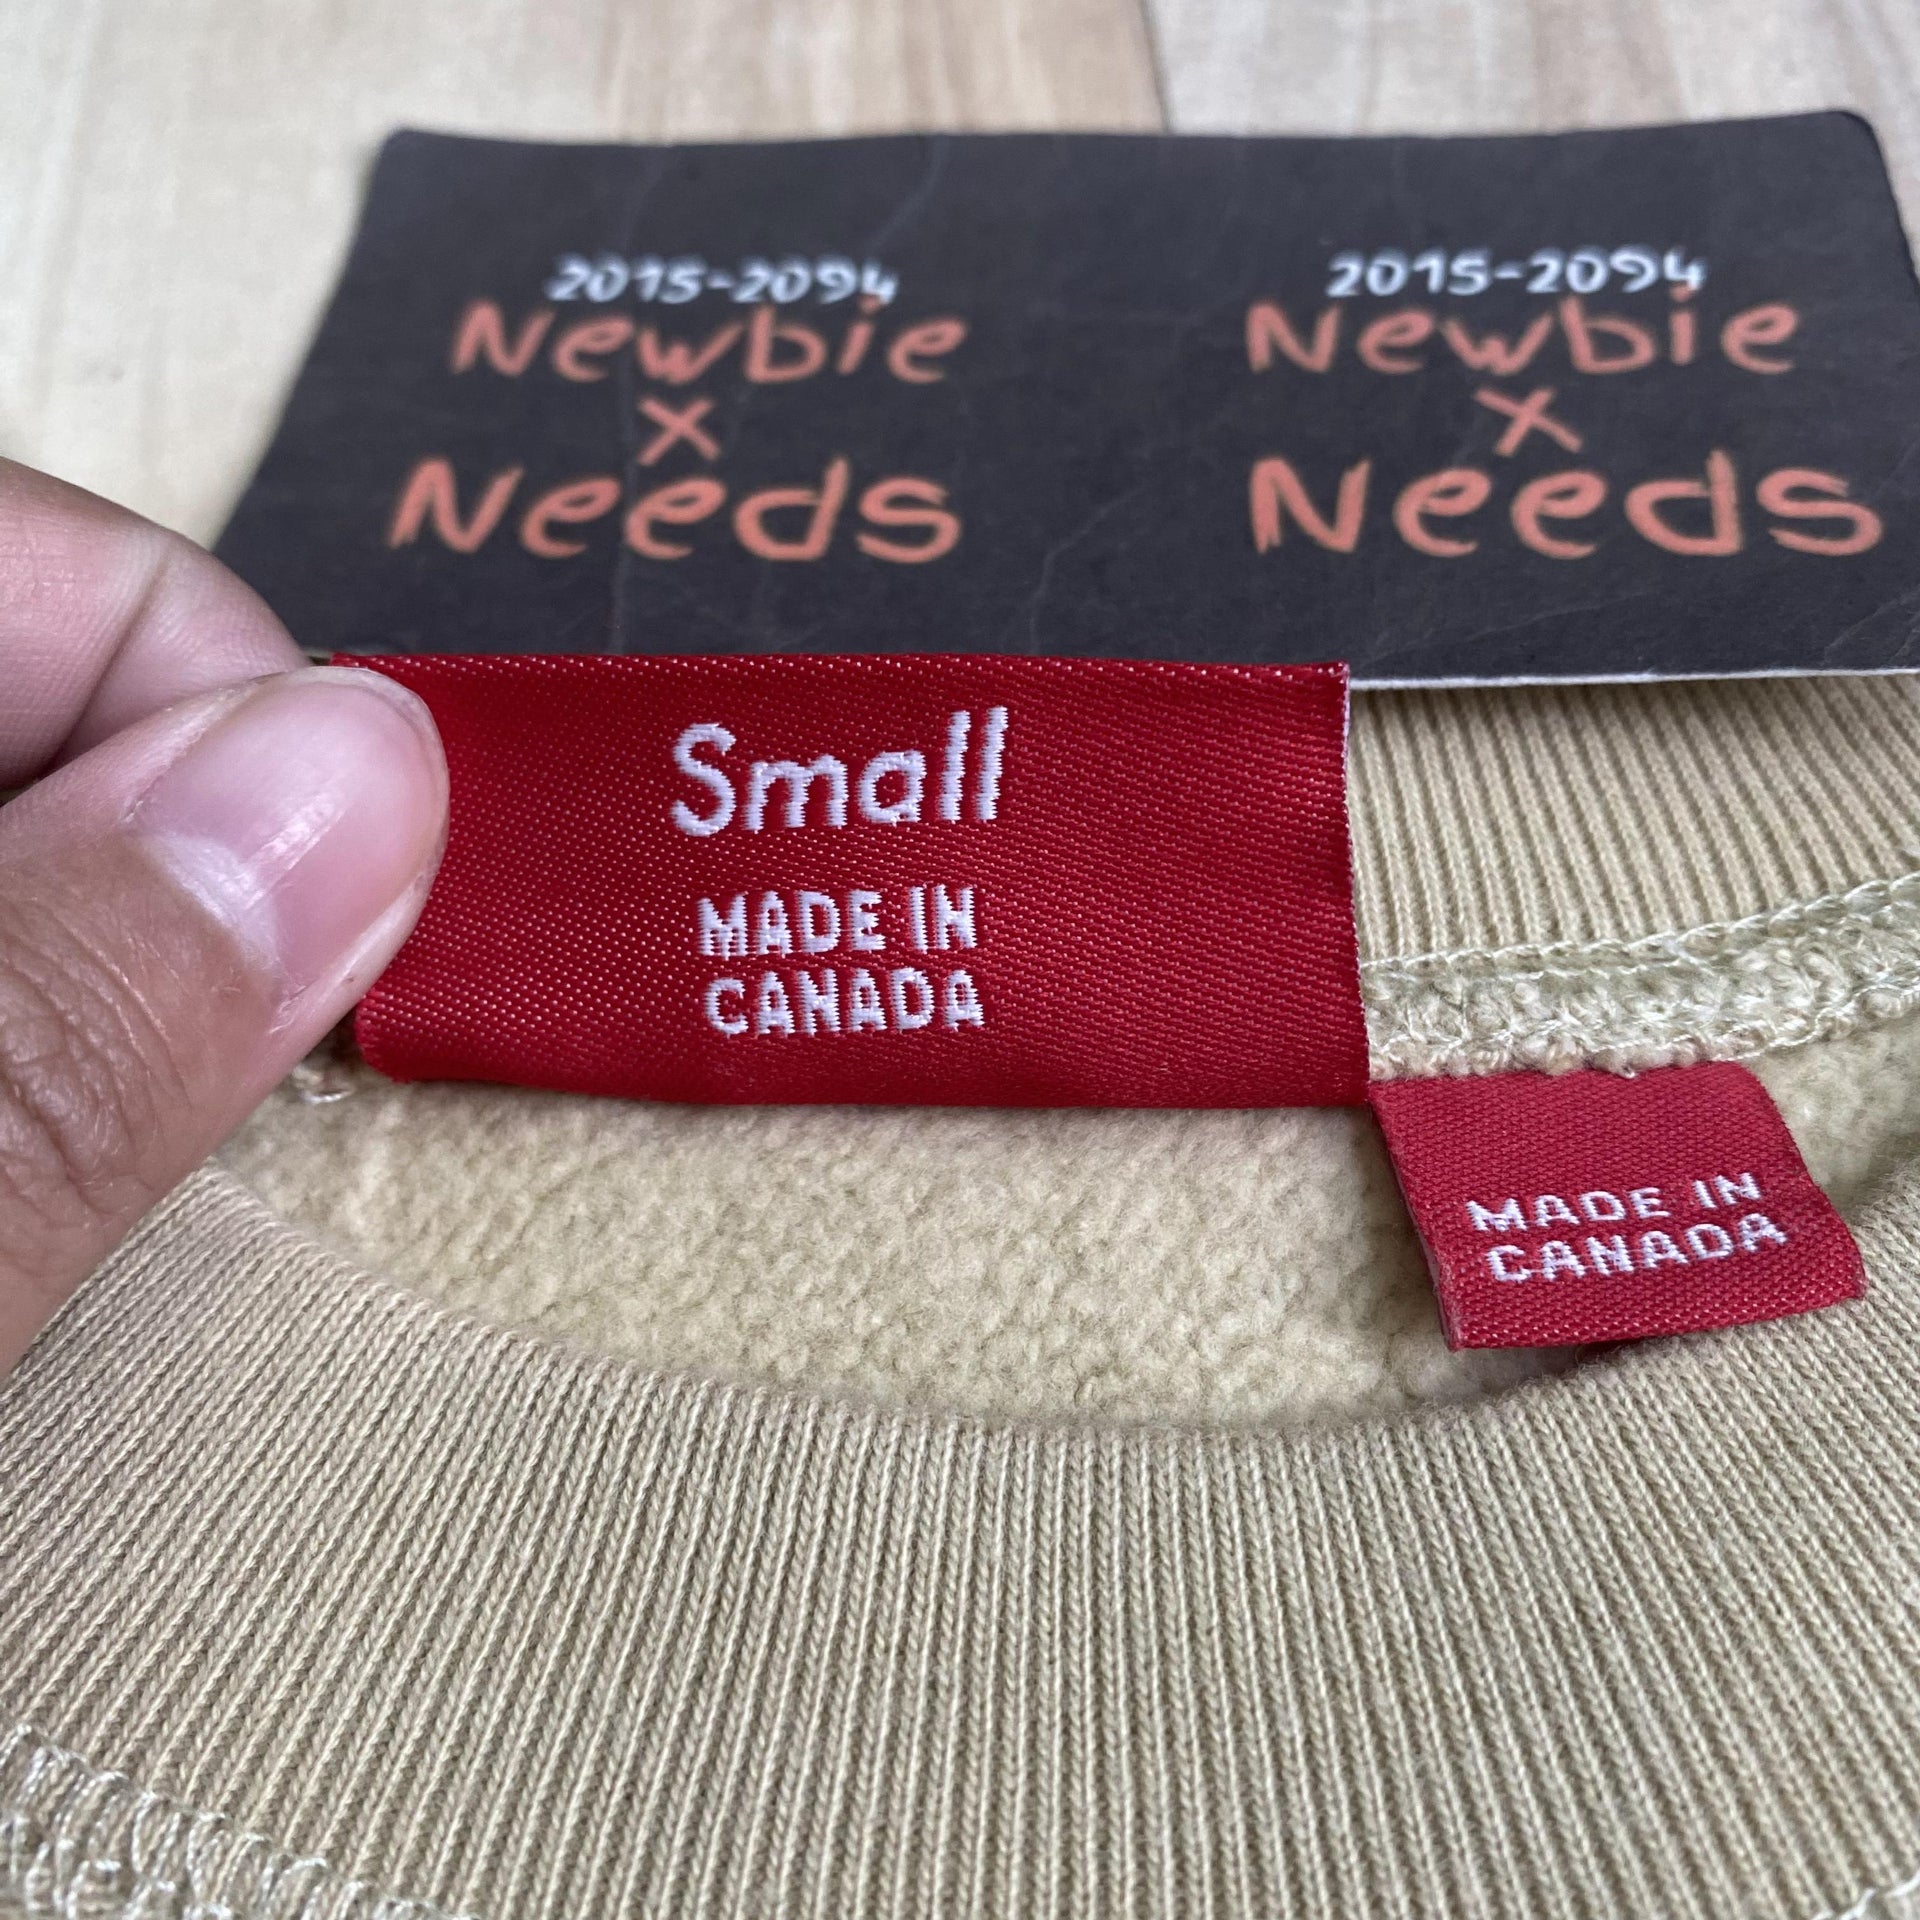 2015-2094
Newbie
x
Needs
2015-2094
Newbie
x
Needs
Small
MADE IN
CANADA
MADE IN
CANADA